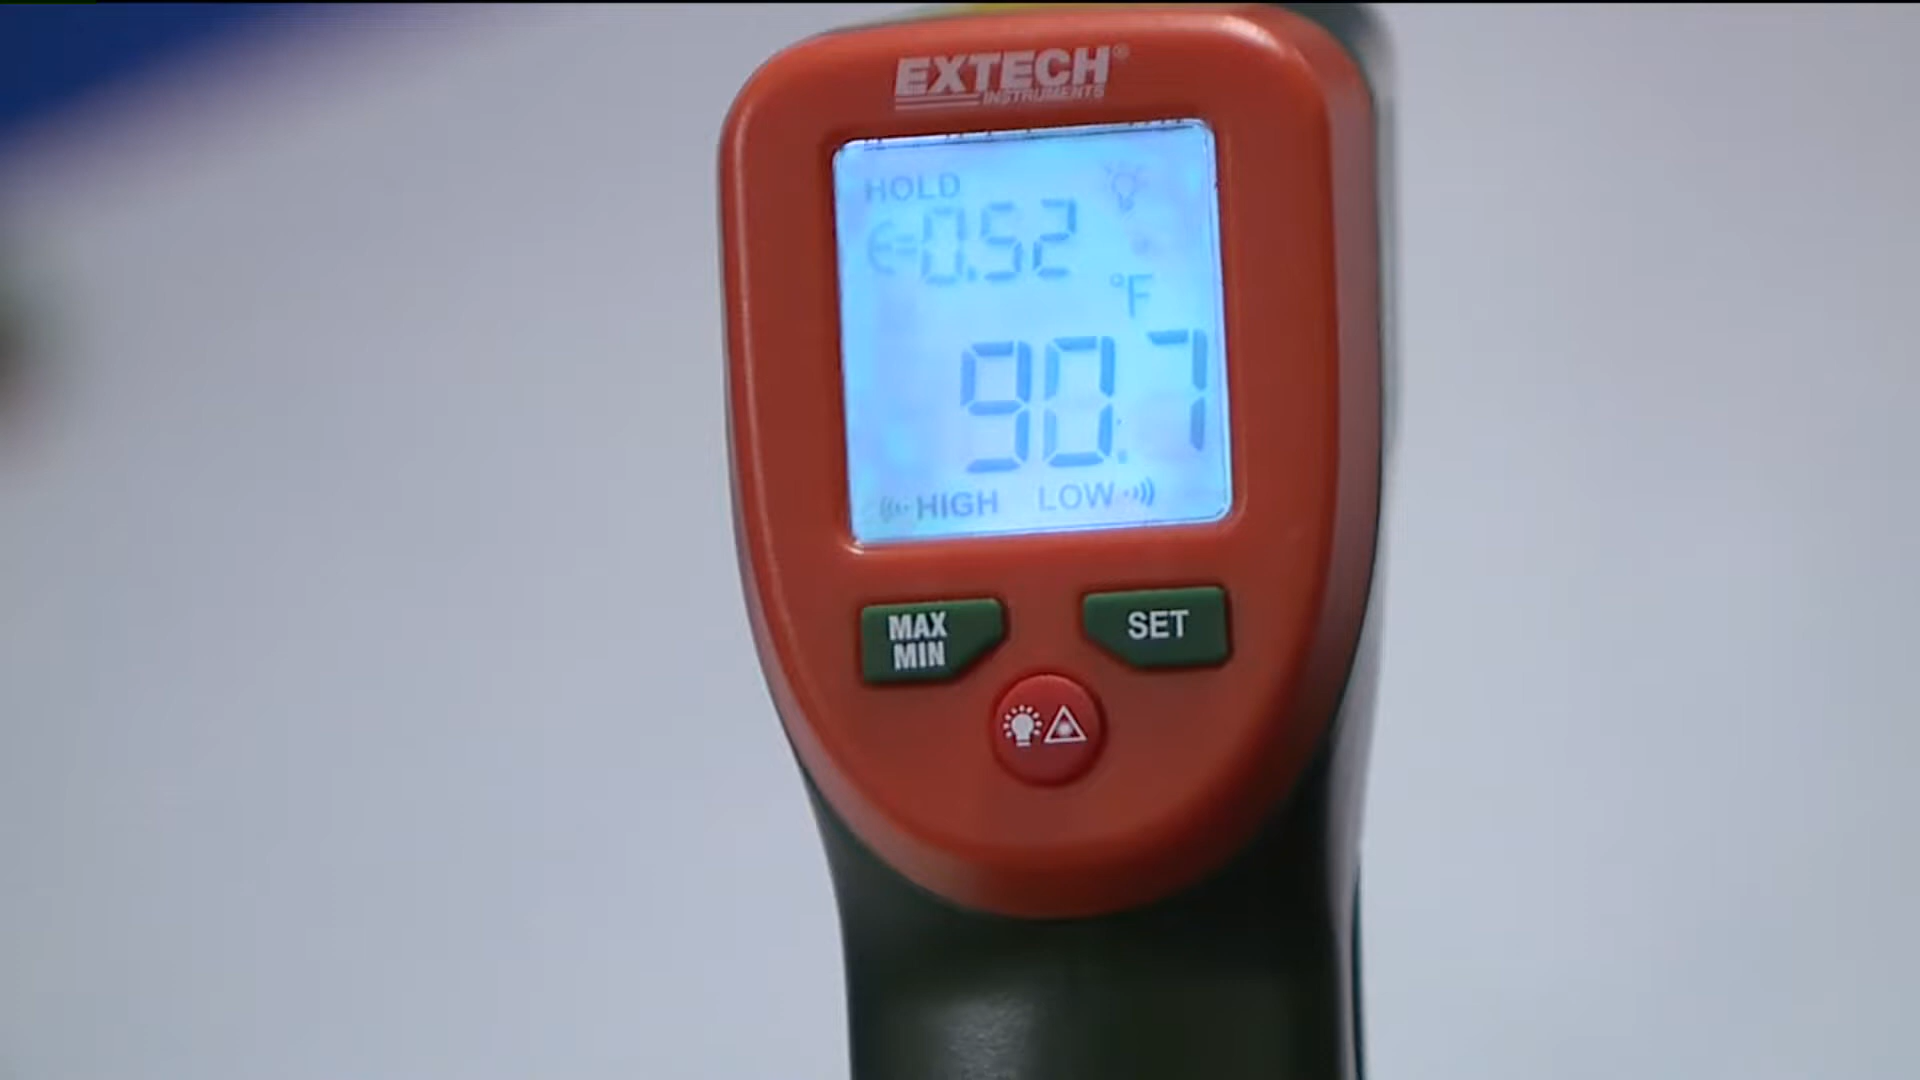 EXTECH®
INSTRUMENTS
HOLD
€=0.52
°F
90.7
HIGH LOW
MAX
MIN
SET